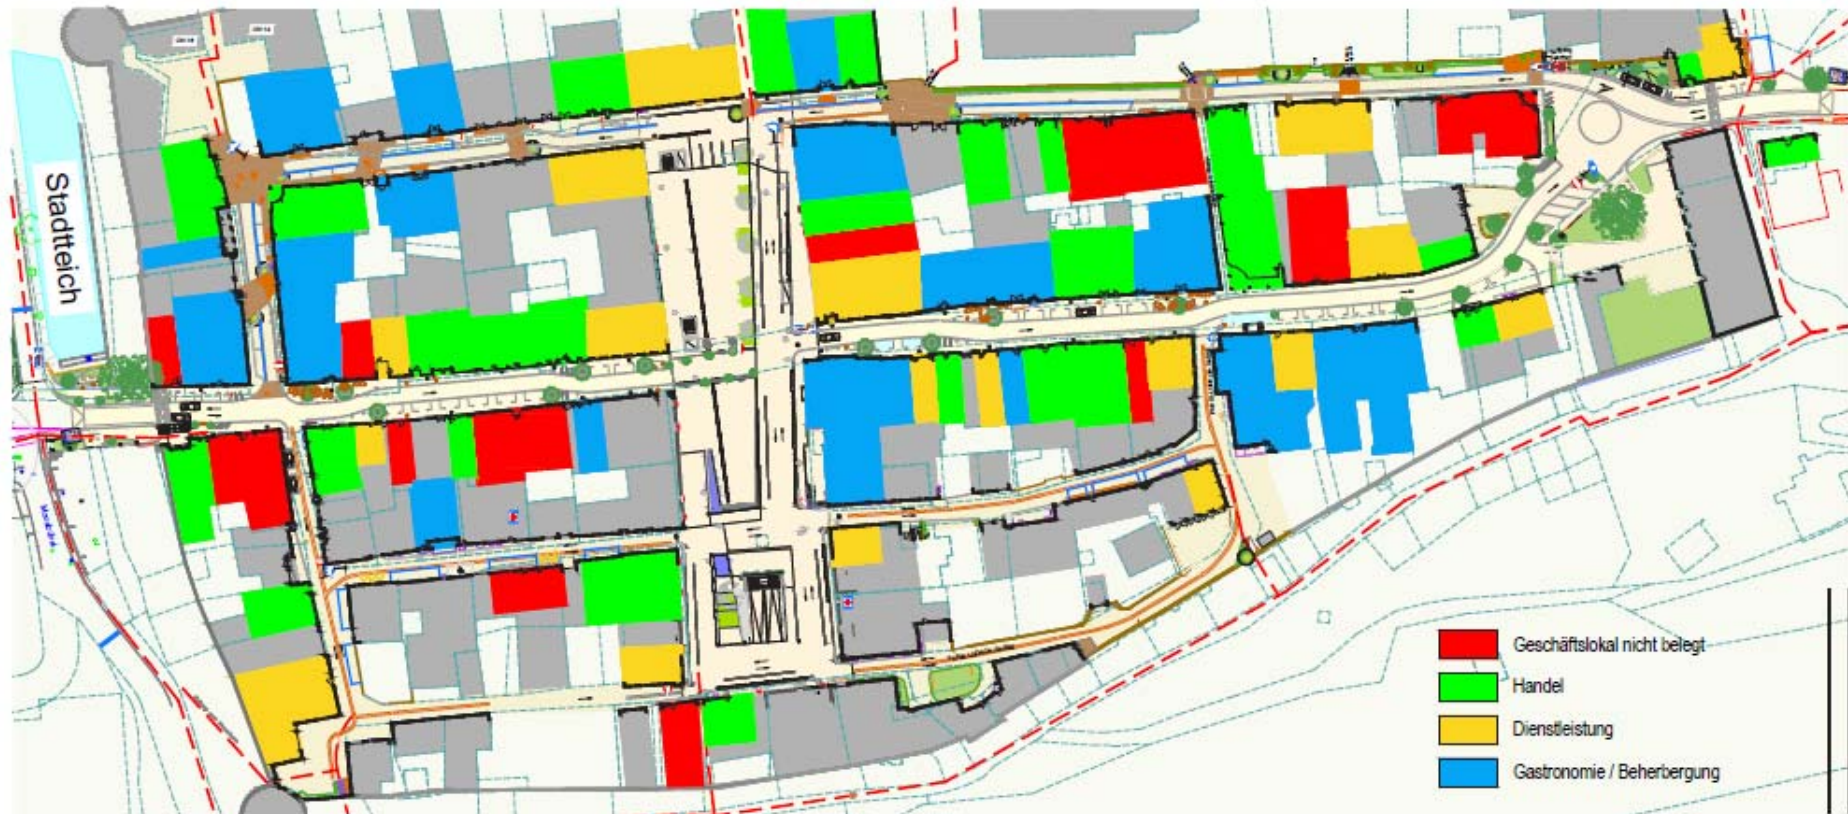 Stadtteich
Geschäftslokal nicht belegt
Handel
Dienstleistung
Gastronomie / Beherbergung